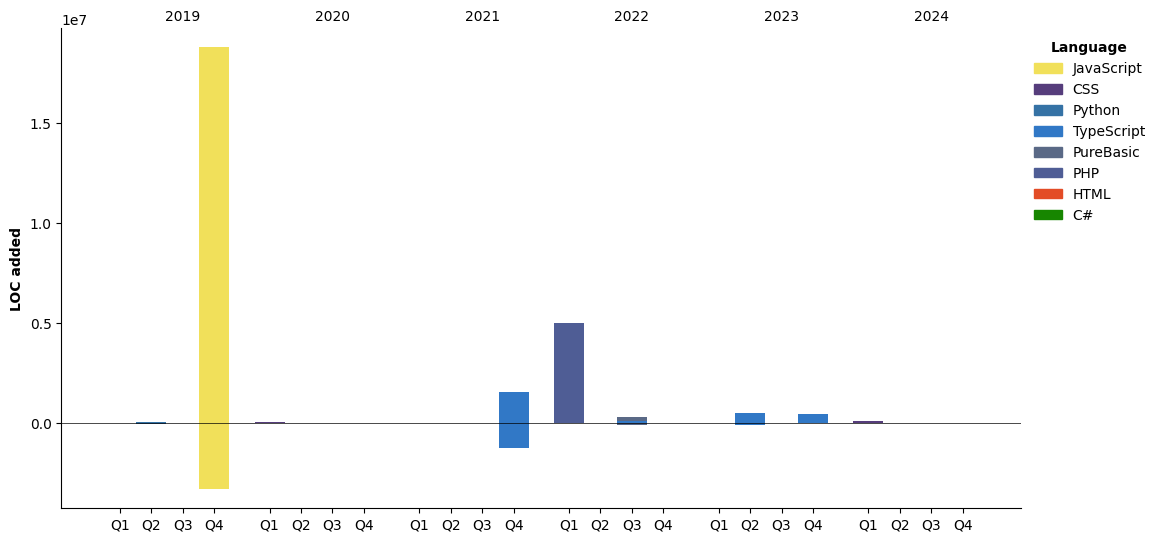 1e7
2019 2020 2021 2022 2023 2024
Language
JavaScript
CSS
Python
TypeScript
PureBasic
PHP
HTML
C#
LOC added
1.5
1.0
0.5
0.0
Q1 Q2 Q3 Q4 Q1 Q2 Q3 Q4 Q1 Q2 Q3 Q4 Q1 Q2 Q3 Q4 Q1 Q2 Q3 Q4 Q1 Q2 Q3 Q4